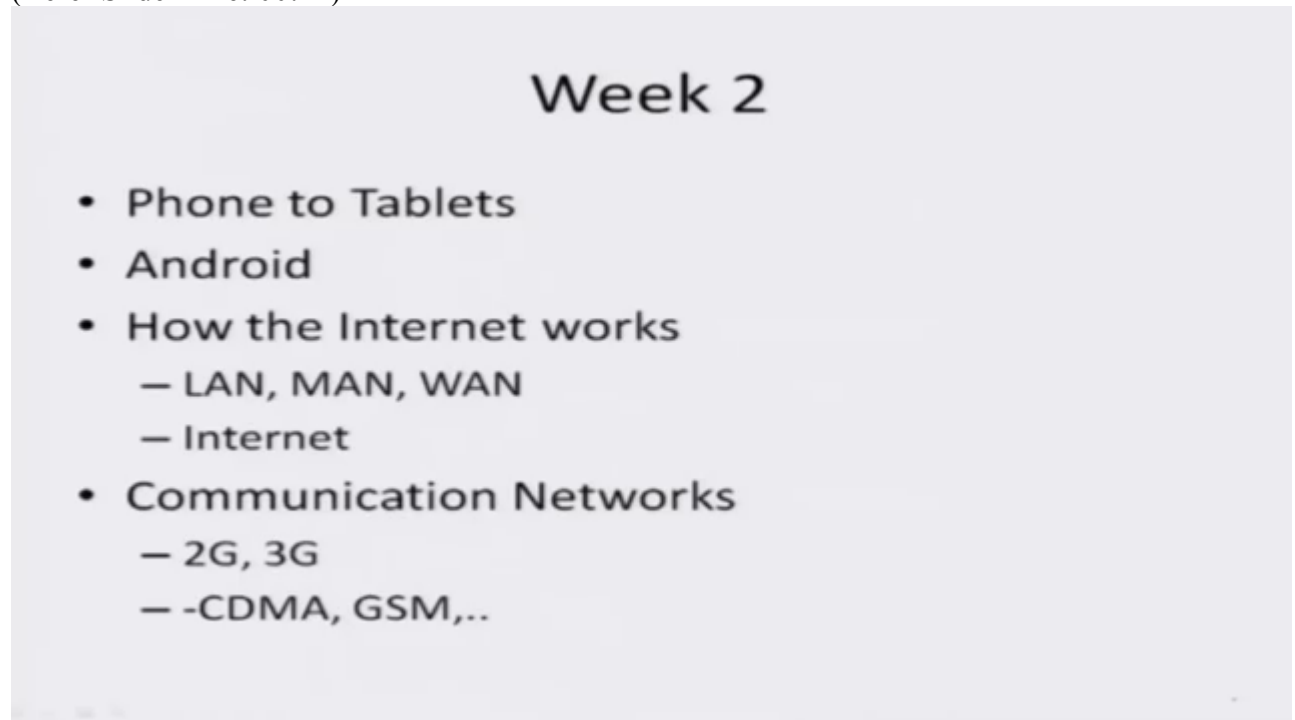 Week 2
• Phone to Tablets
• Android
• How the Internet works
– LAN, MAN, WAN
– Internet
• Communication Networks
– 2G, 3G
– -CDMA, GSM,..